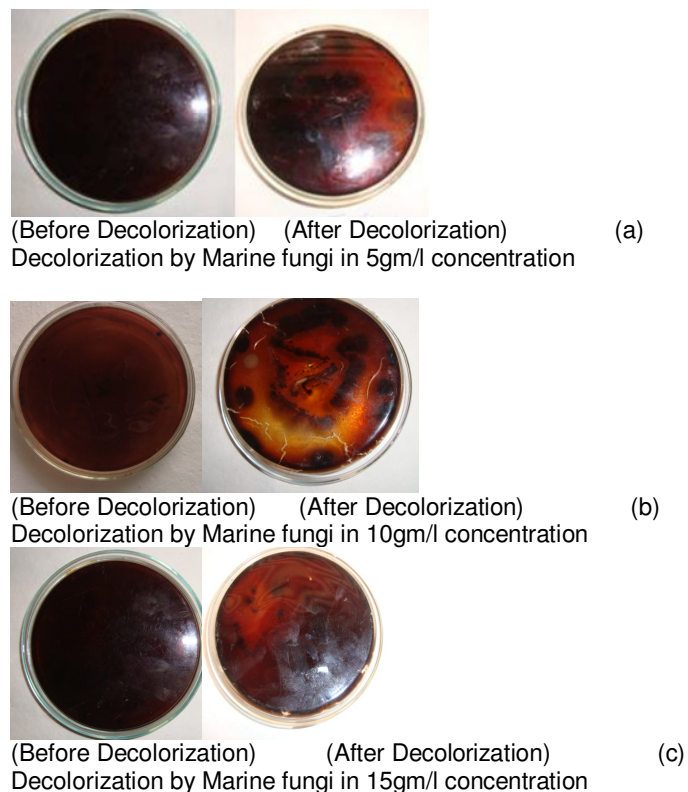 (Before Decolorization) (After Decolorization) (a)
Decolorization by Marine fungi in 5gm/l concentration
(Before Decolorization) (After Decolorization) (b)
Decolorization by Marine fungi in 10gm/l concentration
(Before Decolorization) (After Decolorization) (c)
Decolorization by Marine fungi in 15gm/l concentration